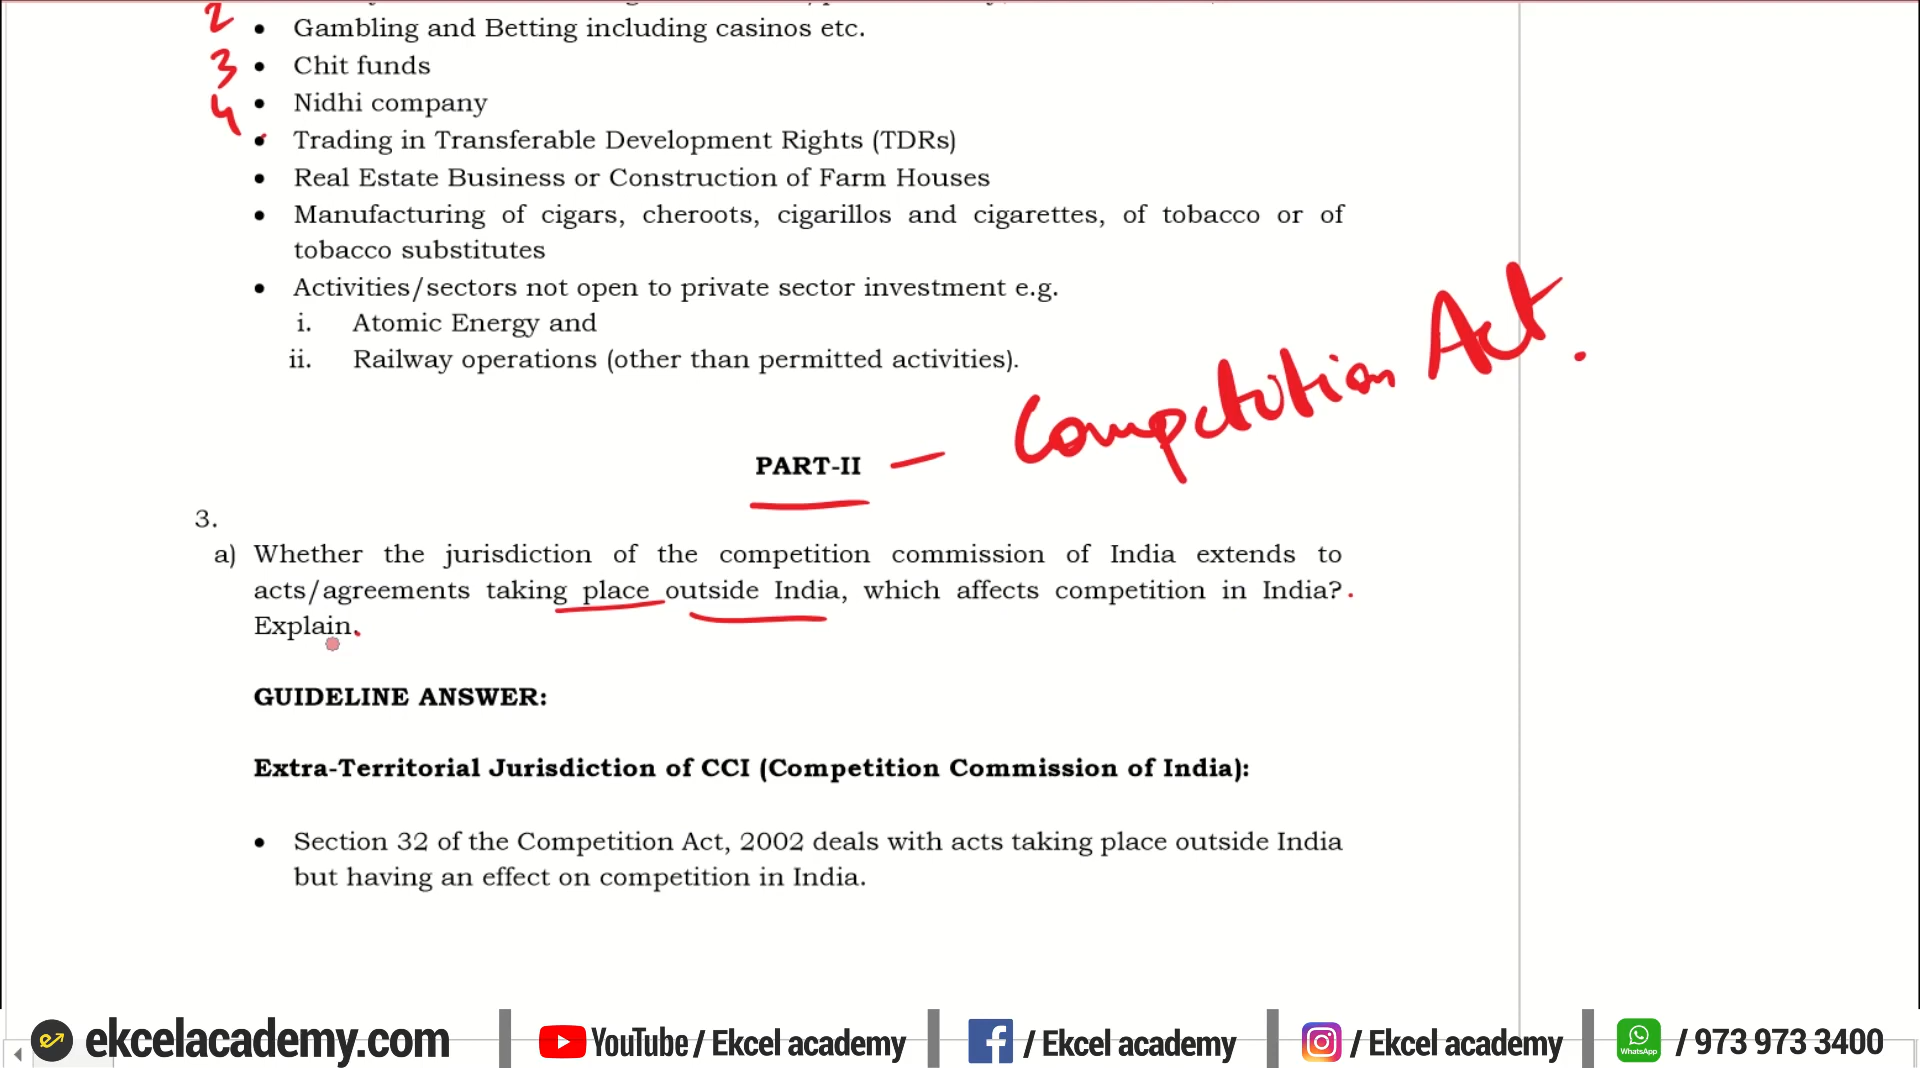 2
• Gambling and Betting including casinos etc.
3
• Chit funds
4
• Nidhi company
• Trading in Transferable Development Rights (TDRs)
• Real Estate Business or Construction of Farm Houses
• Manufacturing of cigars, cheroots, cigarillos and cigarettes, of tobacco or of
tobacco substitutes
• Activities/sectors not open to private sector investment e.g.
i. Atomic Energy and
ii. Railway operations (other than permitted activities).
PART-II – Competition Act.
3.
a) Whether the jurisdiction of the competition commission of India extends to
acts/agreements taking place outside India, which affects competition in India?
Explain.
GUIDELINE ANSWER:
Extra-Territorial Jurisdiction of CCI (Competition Commission of India):
• Section 32 of the Competition Act, 2002 deals with acts taking place outside India
but having an effect on competition in India.
ekcelacademy.com YouTube / Ekcel academy / Ekcel academy / Ekcel academy WhatsApp / 973 973 3400